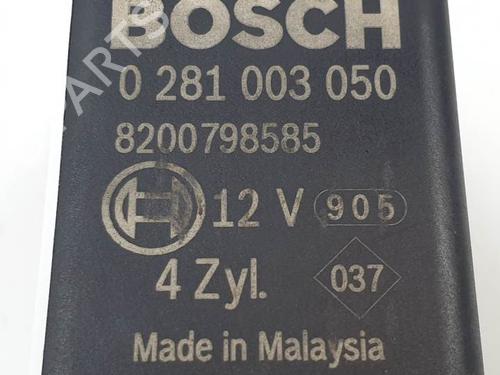 BOSCH
0 281 003 050
8200798585
12 V 905
4 Zyl. 037
Made in Malaysia